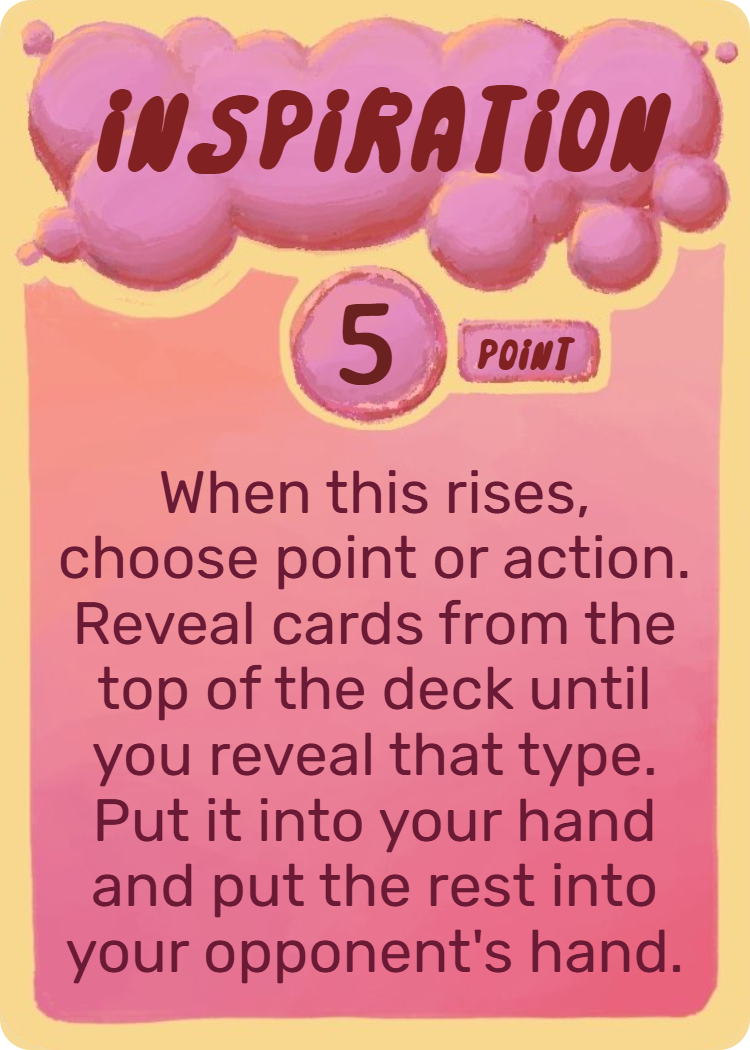 INSPIRATION
5
POINT
When this rises,
choose point or action.
Reveal cards from the
top of the deck until
you reveal that type.
Put it into your hand
and put the rest into
your opponent's hand.